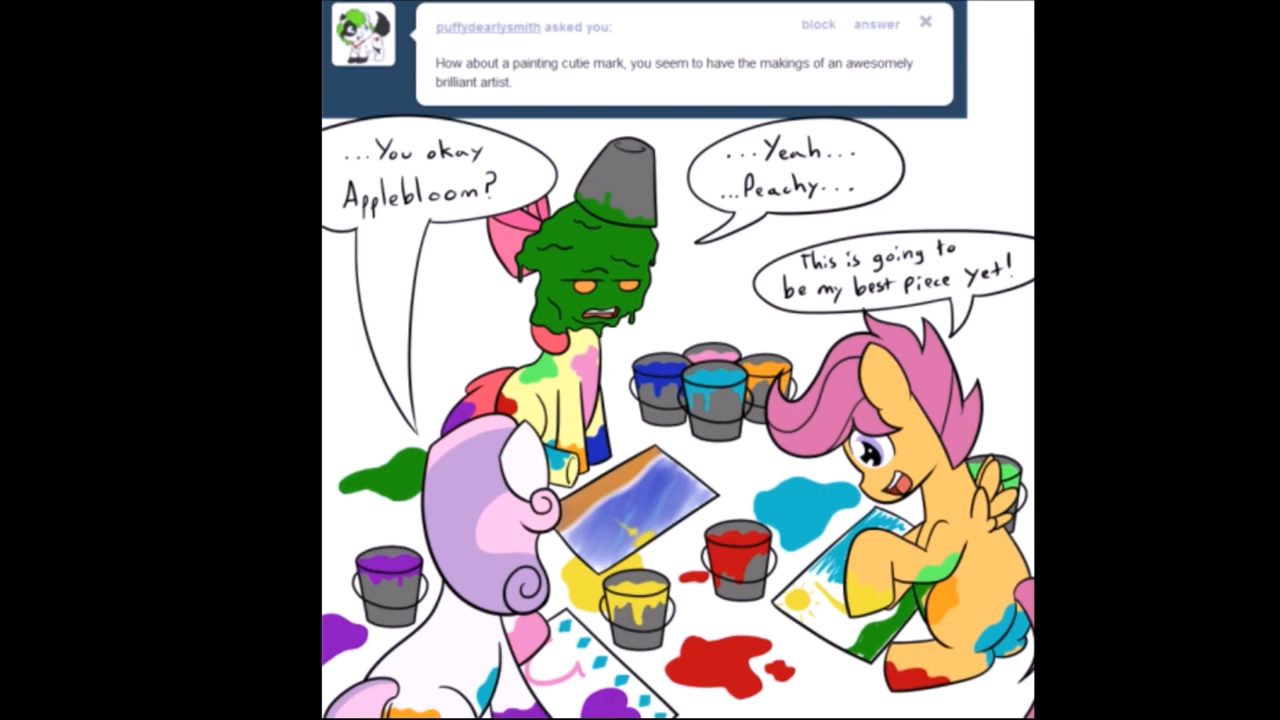 puffydearlysmith asked you:
block answer
How about a painting cutie mark, you seem to have the makings of an awesomely
brilliant artist.
...You okay
Applebloom?
...Yeah...
...Peachy...
This is going to
be my best piece yet!